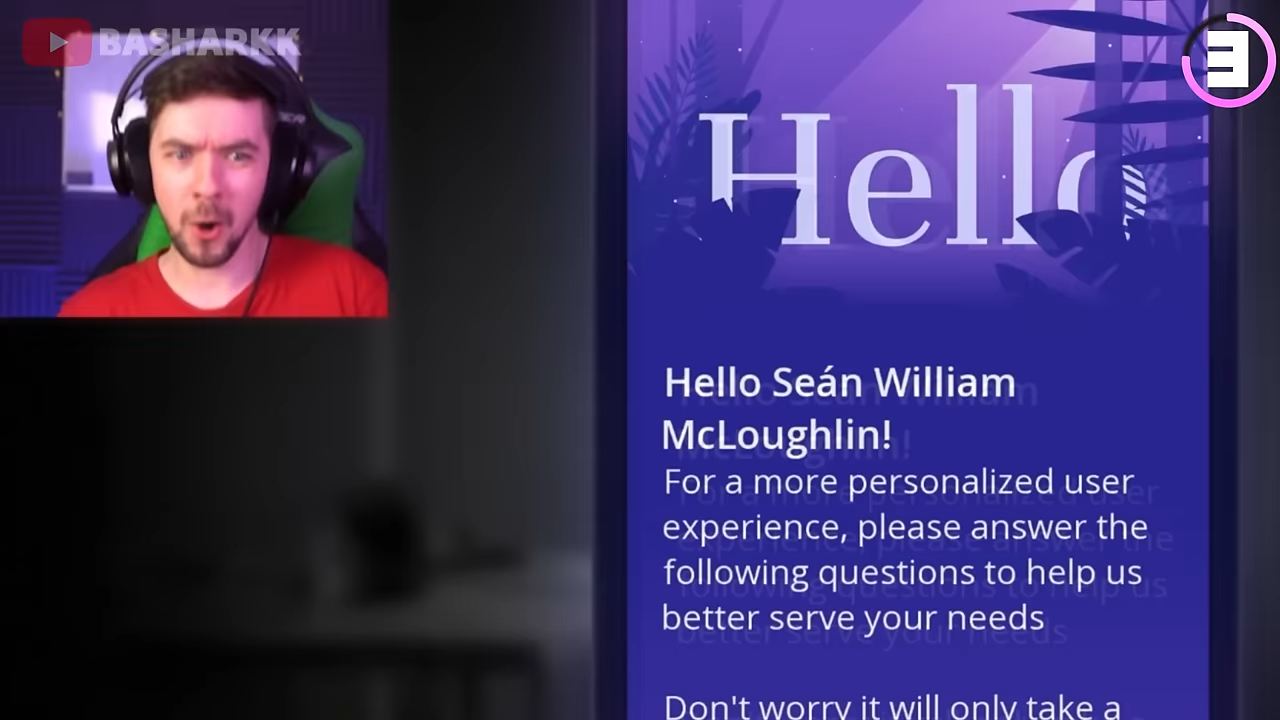 BASHARKK
3
Hello
Hello Seán William
McLoughlin!
For a more personalized user
experience, please answer the
following questions to help us
better serve your needs
Don't worry it will only take a